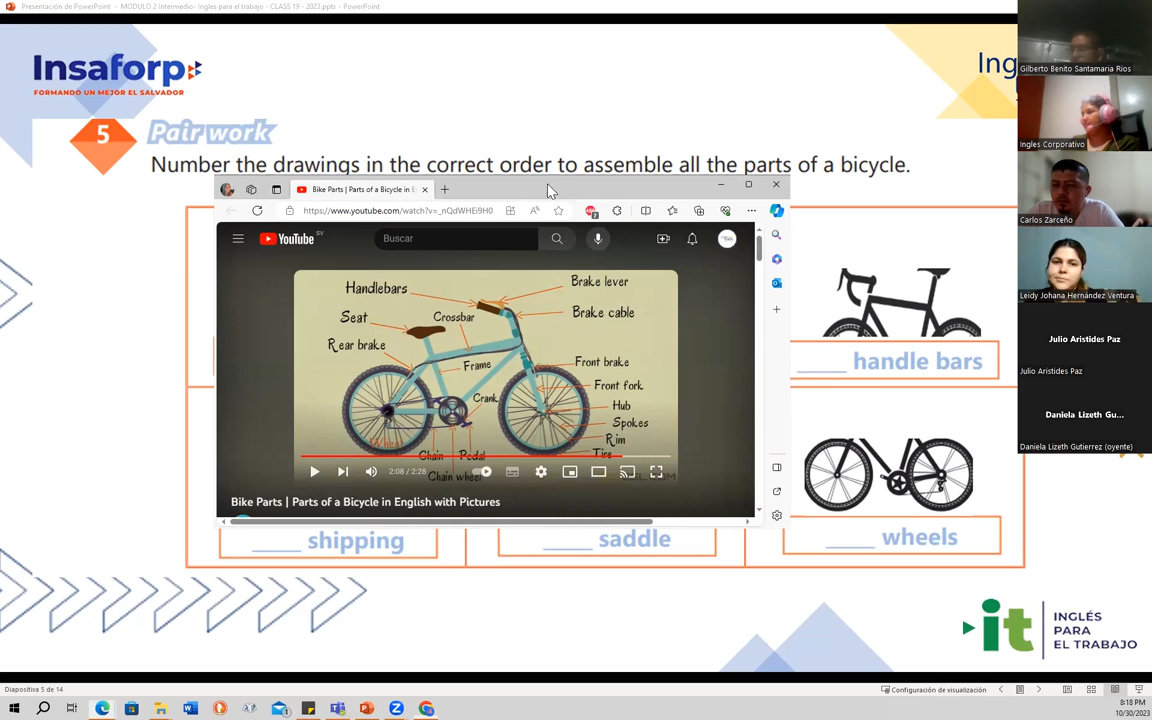 Presentación de PowerPoint - MODULO 2 Intermedio- Ingles para el trabajo - CLASS 19 - 2023.pptx - PowerPoint
Insaforp
FORMANDO UN MEJOR EL SALVADOR
Ing
5
Pair work
Number the drawings in the correct order to assemble all the parts of a bicycle.
Bike Parts | Parts of a Bicycle in E
https://www.youtube.com/watch?v=_nQdWHEi9H0
YouTube
SV
Buscar
Handlebars
Brake lever
Seat
Crossbar
Brake cable
Rear brake
Frame
Front brake
Crank
Front fork
Hub
Spokes
Wheel
Rim
Chain
Pedal
Tire
Chain wheel
2:08 / 2:28
Bike Parts | Parts of a Bicycle in English with Pictures
_____ handle bars
_____ shipping
_____ saddle
_____ wheels
Gilberto Benito Santamaria Rios
Ingles Corporativo
Carlos Zarceño
Leidy Johana Hernández Ventura
Julio Aristides Paz
Julio Aristides Paz
Daniela Lizeth Gu...
Daniela Lizeth Gutierrez (oyente)
it
INGLÉS
PARA
EL TRABAJO
Diapositiva 5 de 14
Configuración de visualización
8:18 PM
10/30/2023